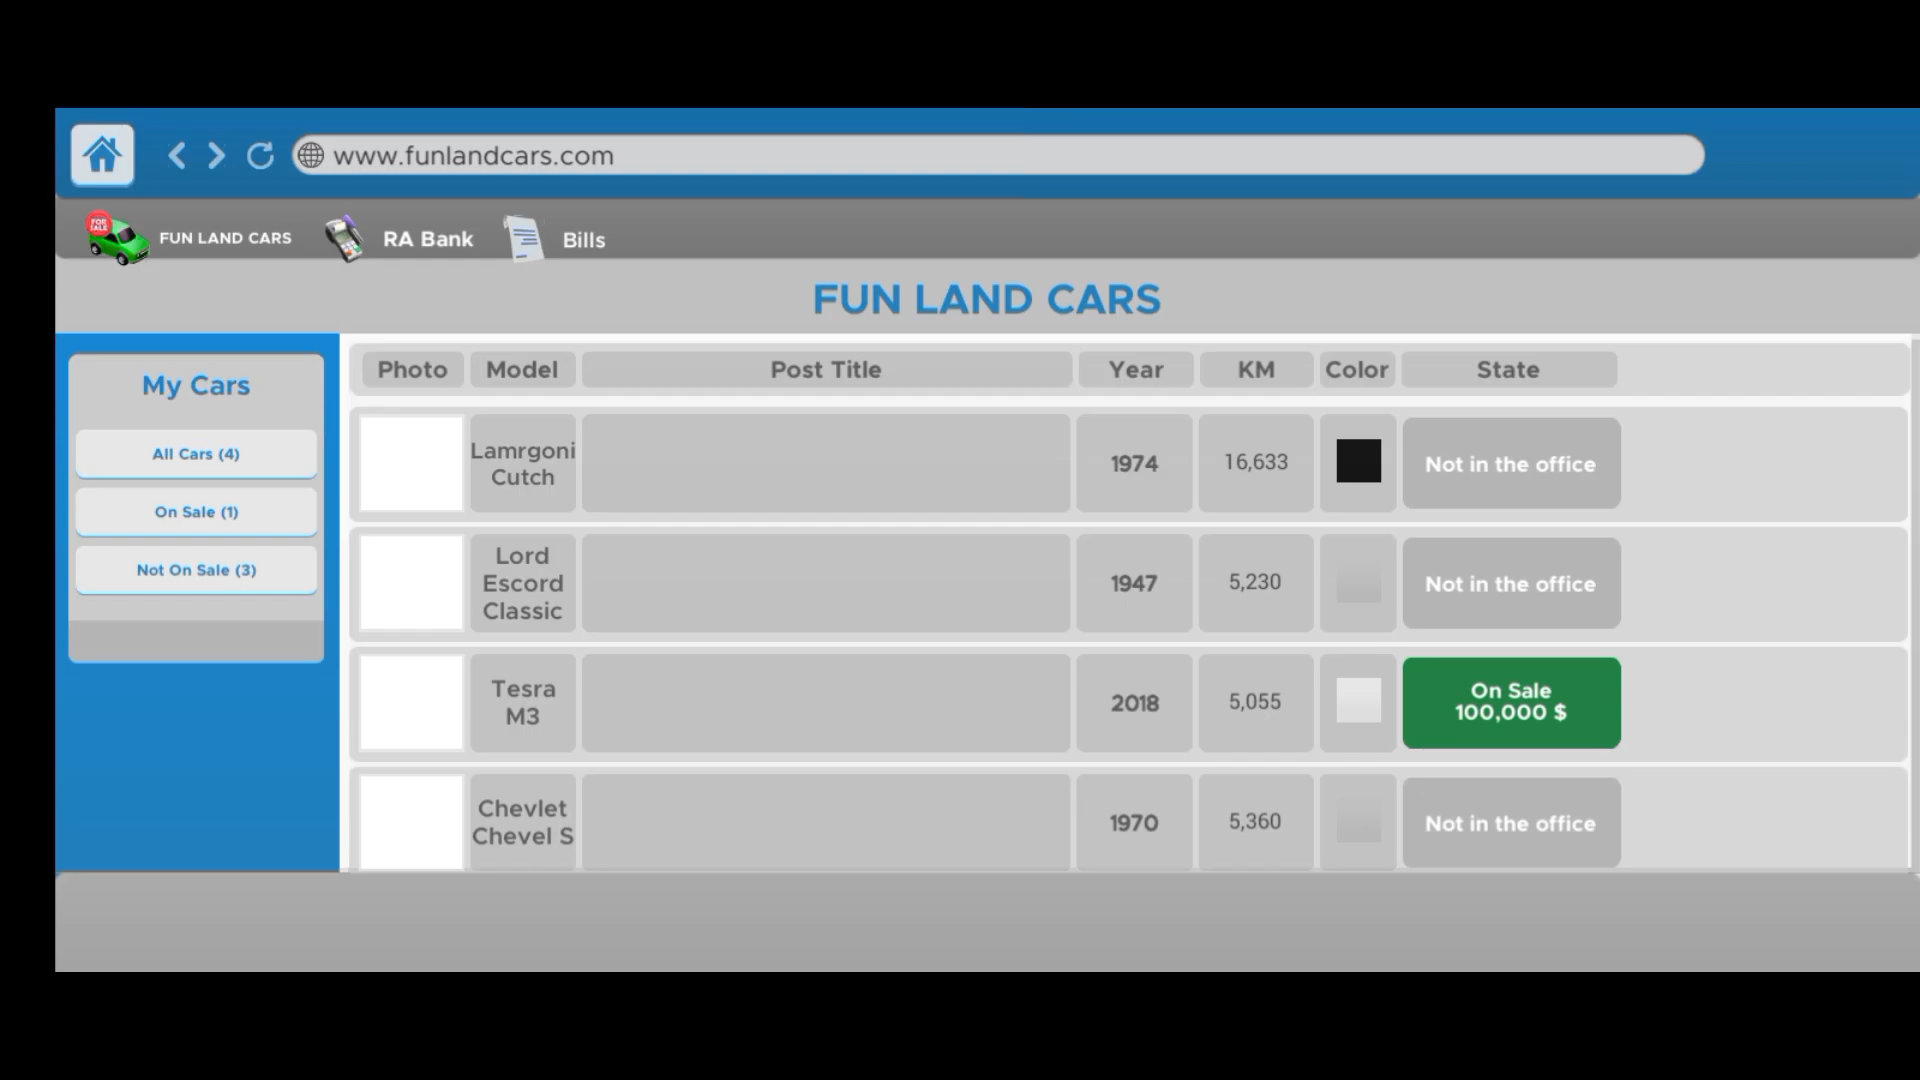 www.funlandcars.com
FOR SALE
FUN LAND CARS
RA Bank
Bills
FUN LAND CARS
My Cars
All Cars (4)
On Sale (1)
Not On Sale (3)
Photo
Model
Post Title
Year
KM
Color
State
Lamrgoni
Cutch
1974
16,633
Not in the office
Lord
Escord
Classic
1947
5,230
Not in the office
Tesra
M3
2018
5,055
On Sale
100,000 $
Chevlet
Chevel S
1970
5,360
Not in the office